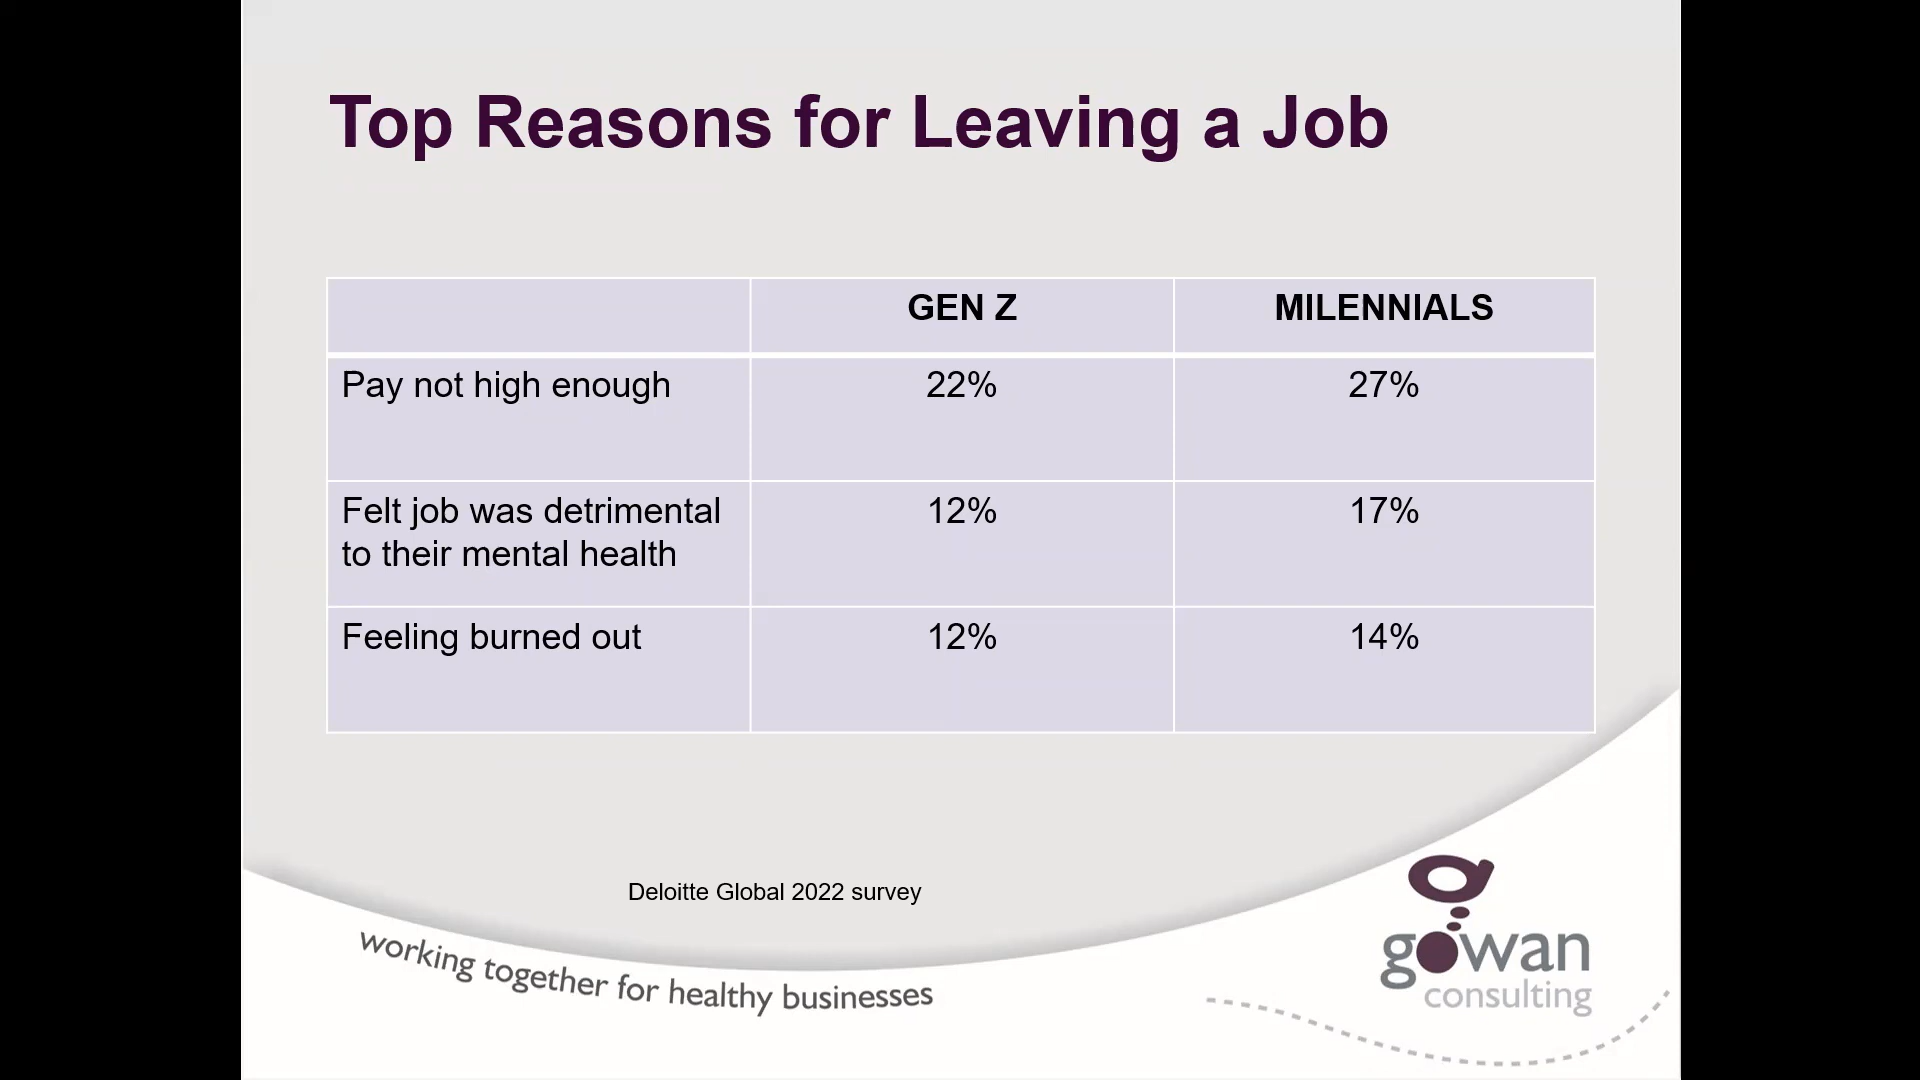 Top Reasons for Leaving a Job
GEN Z
MILENNIALS
Pay not high enough
22%
27%
Felt job was detrimental
to their mental health
12%
17%
Feeling burned out
12%
14%
Deloitte Global 2022 survey
working together for healthy businesses
gowan
consulting